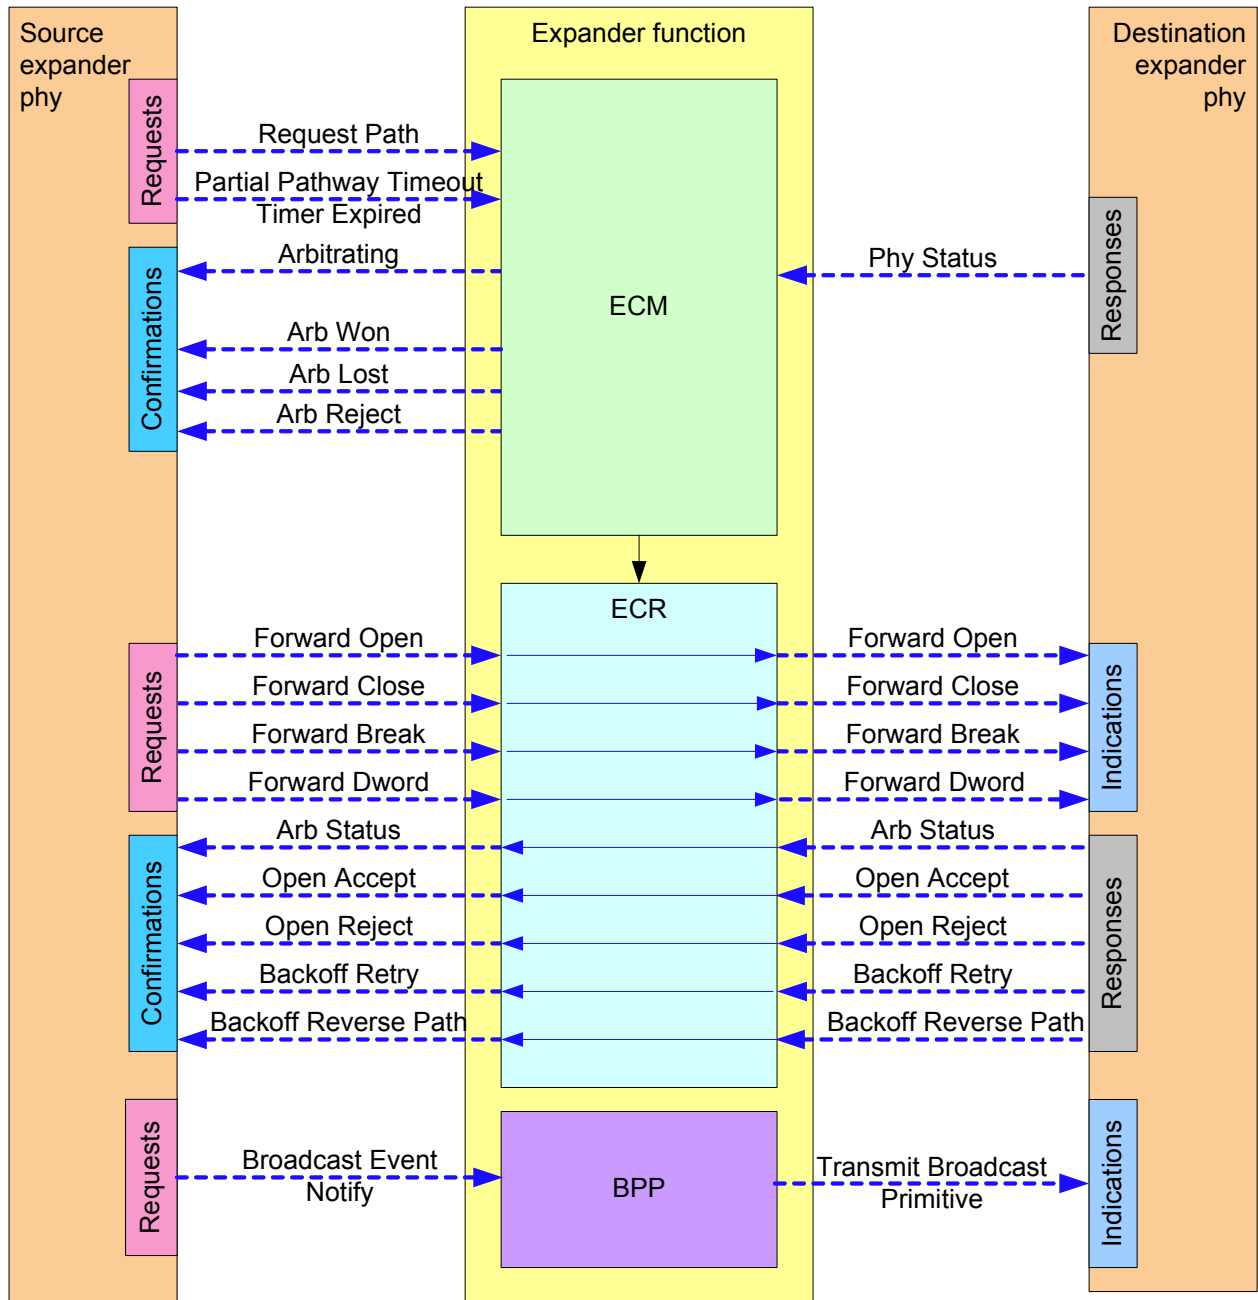 Source
expander
phy
Expander function
Destination
expander
phy
Requests
Request Path
Partial Pathway Timeout
Timer Expired
Confirmations
Arbitrating
Arb Won
Arb Lost
Arb Reject
ECM
Phy Status
Responses
ECR
Requests
Forward Open
Forward Close
Forward Break
Forward Dword
Forward Open
Forward Close
Forward Break
Forward Dword
Indications
Confirmations
Arb Status
Open Accept
Open Reject
Backoff Retry
Backoff Reverse Path
Arb Status
Open Accept
Open Reject
Backoff Retry
Backoff Reverse Path
Responses
Requests
Broadcast Event
Notify
BPP
Transmit Broadcast
Primitive
Indications